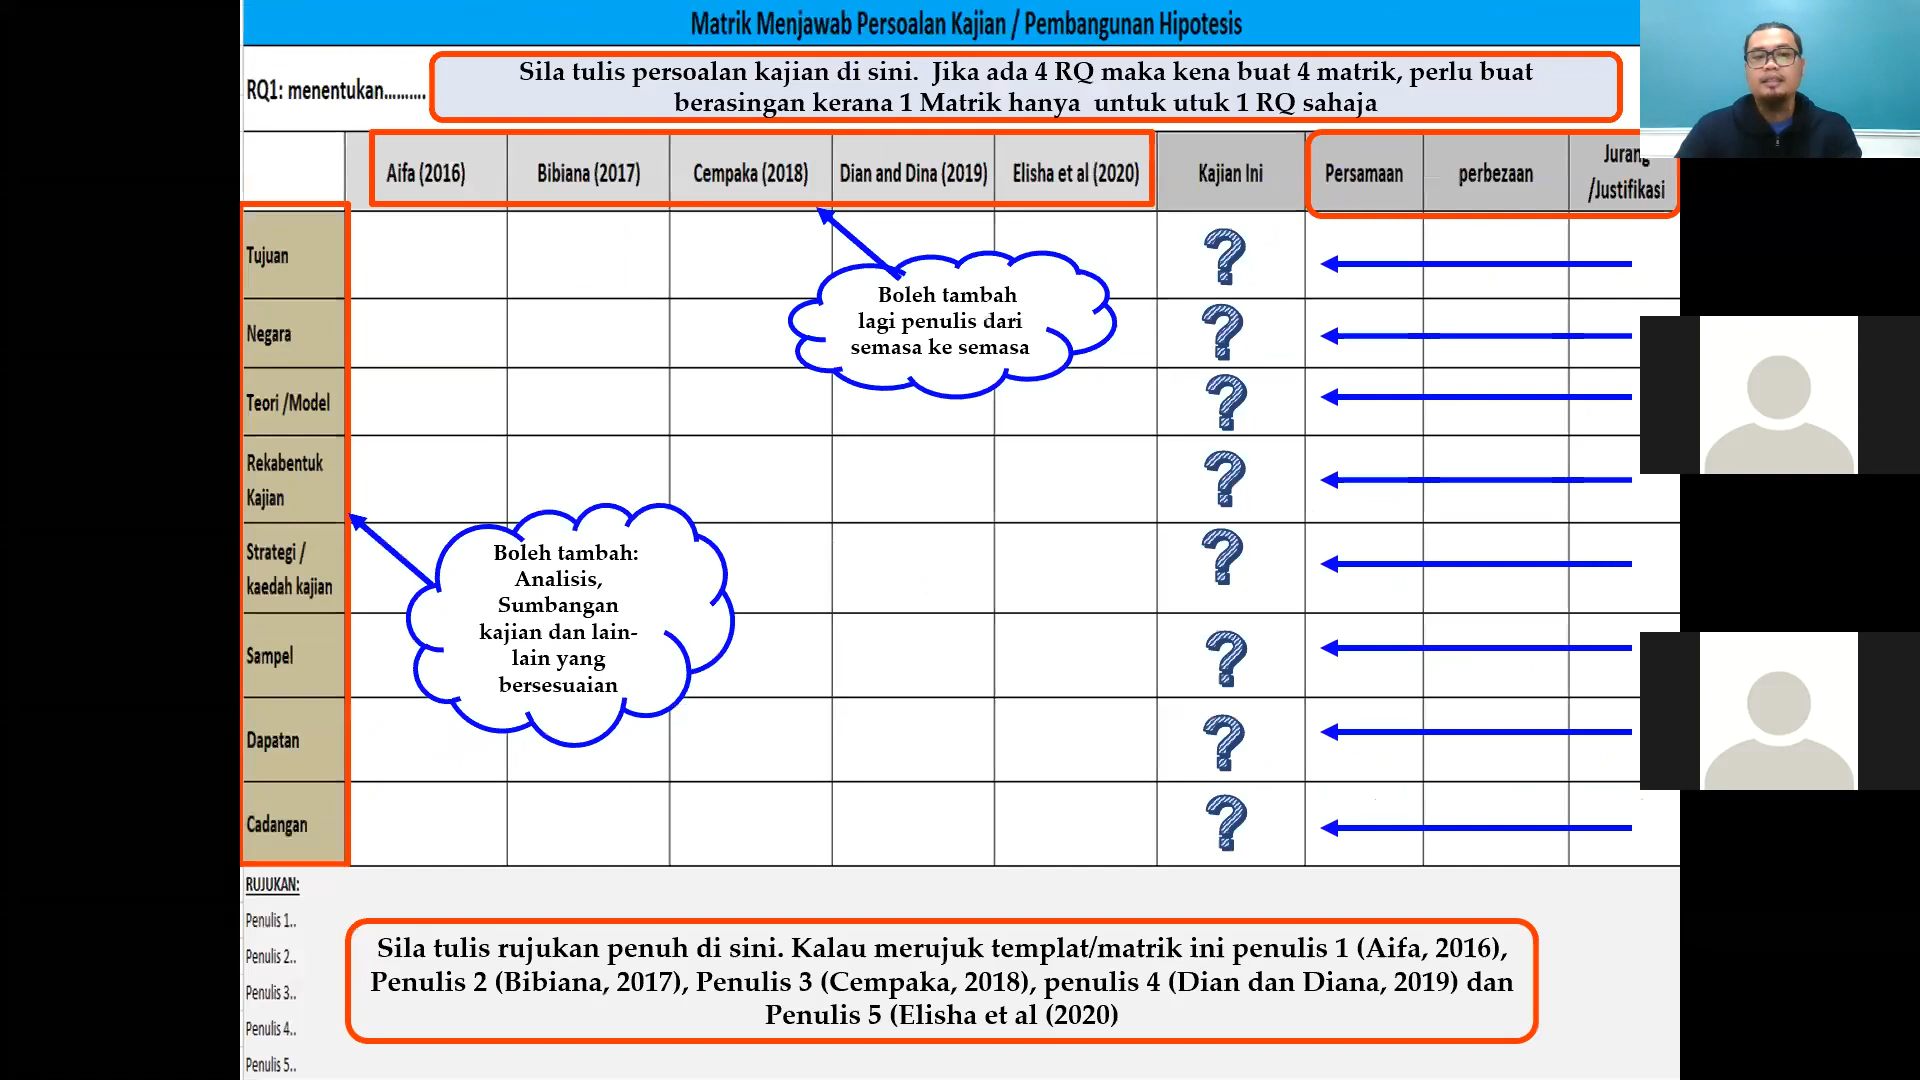 Matrik Menjawab Persoalan Kajian / Pembangunan Hipotesis
RQ1: menentukan..........
Sila tulis persoalan kajian di sini.  Jika ada 4 RQ maka kena buat 4 matrik, perlu buat
berasingan kerana 1 Matrik hanya  untuk utuk 1 RQ sahaja
Aifa (2016)
Bibiana (2017)
Cempaka (2018)
Dian and Dina (2019)
Elisha et al (2020)
Kajian Ini
Persamaan
perbezaan
Jurang
/Justifikasi
Tujuan
Negara
Teori /Model
Rekabentuk
Kajian
Strategi /
kaedah kajian
Sampel
Dapatan
Cadangan
Boleh tambah
lagi penulis dari
semasa ke semasa
Boleh tambah:
Analisis,
Sumbangan
kajian dan lain-
lain yang
bersesuaian
?
?
?
?
?
?
?
?
RUJUKAN:
Penulis 1..
Penulis 2..
Penulis 3..
Penulis 4..
Penulis 5..
Sila tulis rujukan penuh di sini. Kalau merujuk templat/matrik ini penulis 1 (Aifa, 2016),
Penulis 2 (Bibiana, 2017), Penulis 3 (Cempaka, 2018), penulis 4 (Dian dan Diana, 2019) dan
Penulis 5 (Elisha et al (2020)